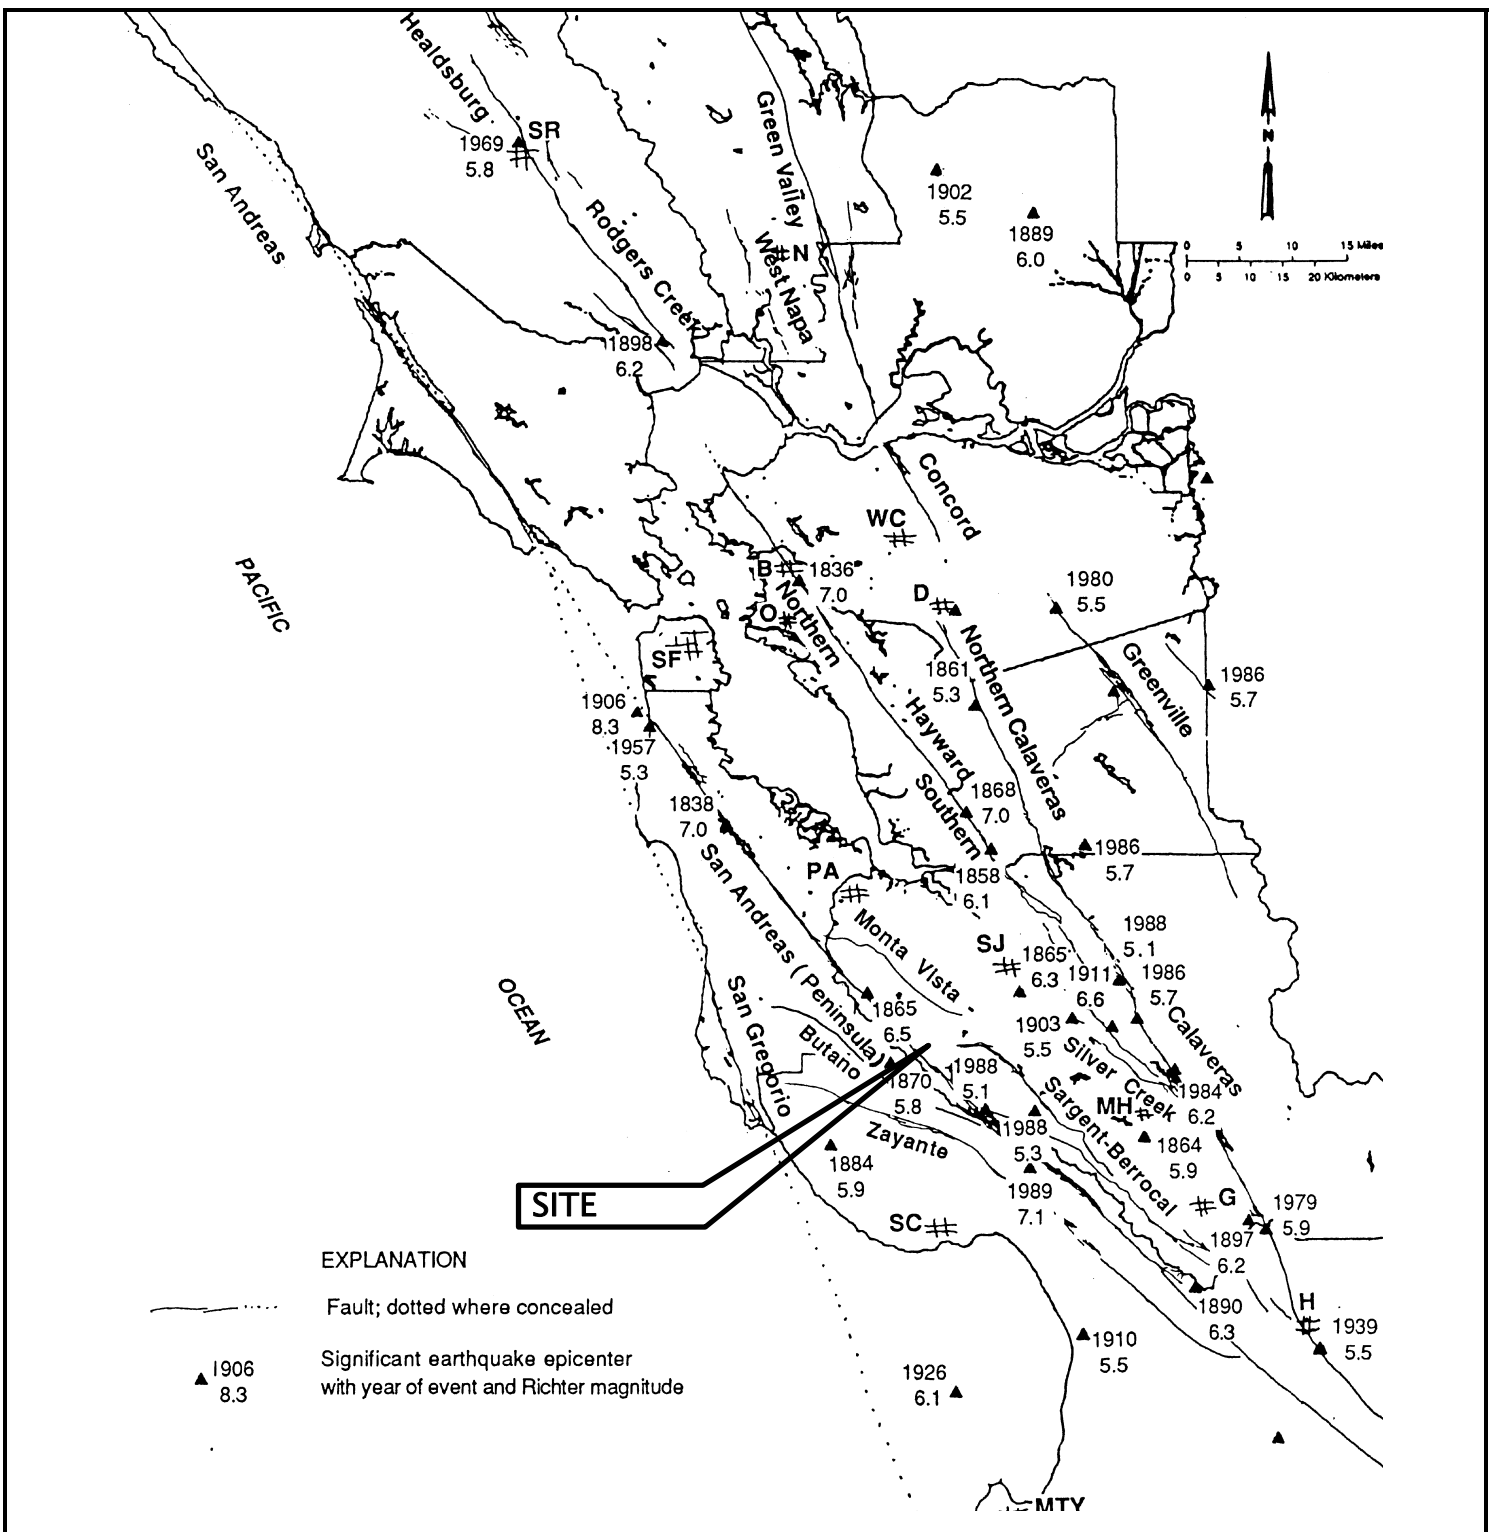 Healdsburg
SR
1969
5.8
San Andreas
Green Valley
1902
5.5
1889
6.0
N
0 5 10 15 Miles
0 5 10 15 20 Kilometers
Rodgers Creek
N
West Napa
1898
6.2
Concord
WC
PACIFIC
B
1836
7.0
O
Northern
D
1980
5.5
SF
1861
5.3
Northern Calaveras
Greenville
1986
5.7
1906
8.3
1957
5.3
Hayward
Southern
1868
7.0
1838
7.0
1986
5.7
San Andreas (Peninsula)
PA
1858
6.1
Monta Vista
SJ
1865
6.3
1988
5.1
1911
6.6
1986
5.7
OCEAN
San Gregorio
1865
6.5
1903
5.5
Calaveras
Butano
Silver Creek
1870
5.8
1988
5.1
Sargent-Berrocal
MH
1984
6.2
Zayante
1988
5.3
1864
5.9
1884
5.9
1989
7.1
SITE
SC
G
1979
5.9
1897
6.2
EXPLANATION
Fault; dotted where concealed
1890
6.3
H
1939
5.5
1910
5.5
1906
8.3
Significant earthquake epicenter
with year of event and Richter magnitude
1926
6.1
MTY